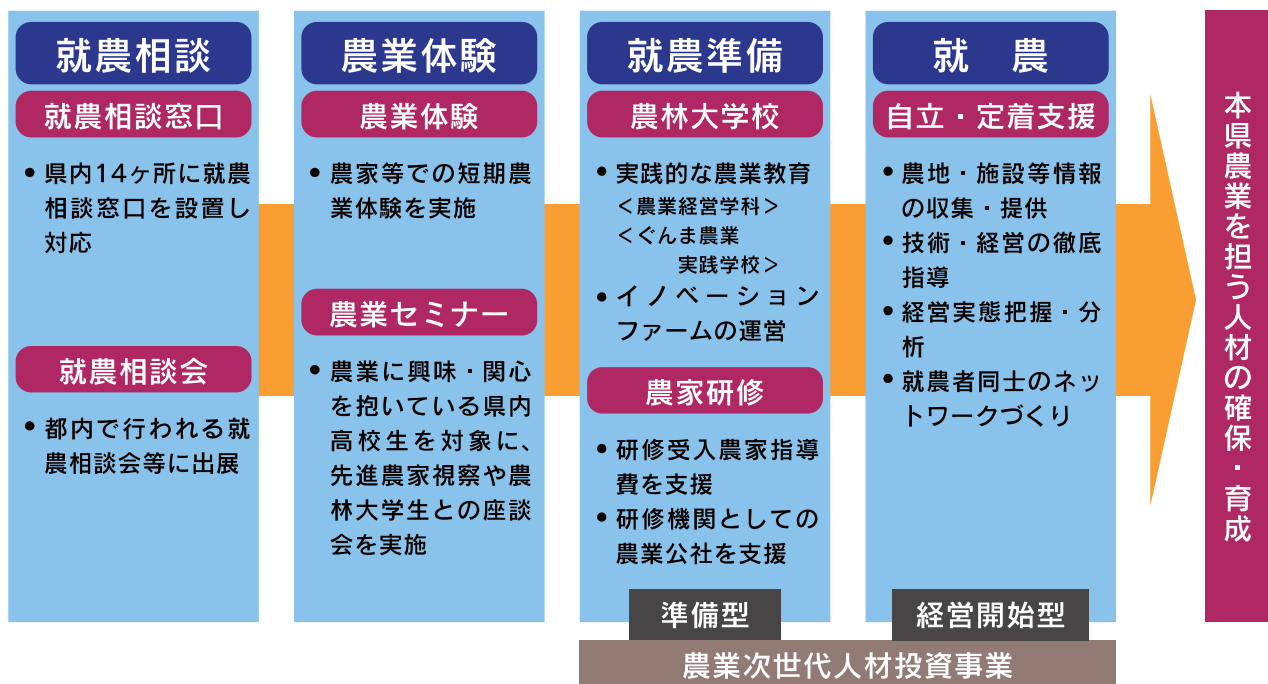 就農相談
就農相談窓口
• 県内14ヶ所に就農
相談窓口を設置し
対応
就農相談会
• 都内で行われる就
農相談会等に出展
農業体験
農業体験
• 農家等での短期農
業体験を実施
農業セミナー
• 農業に興味・関心
を抱いている県内
高校生を対象に、
先進農家視察や農
林大学生との座談
会を実施
就農準備
農林大学校
• 実践的な農業教育
＜農業経営学科＞
＜ぐんま農業
実践学校＞
• イノベーション
ファームの運営
農家研修
• 研修受入農家指導
費を支援
• 研修機関としての
農業公社を支援
準備型
就　農
自立・定着支援
• 農地・施設等情報
の収集・提供
• 技術・経営の徹底
指導
• 経営実態把握・分
析
• 就農者同士のネッ
トワークづくり
経営開始型
農業次世代人材投資事業
本県農業を担う人材の確保・育成